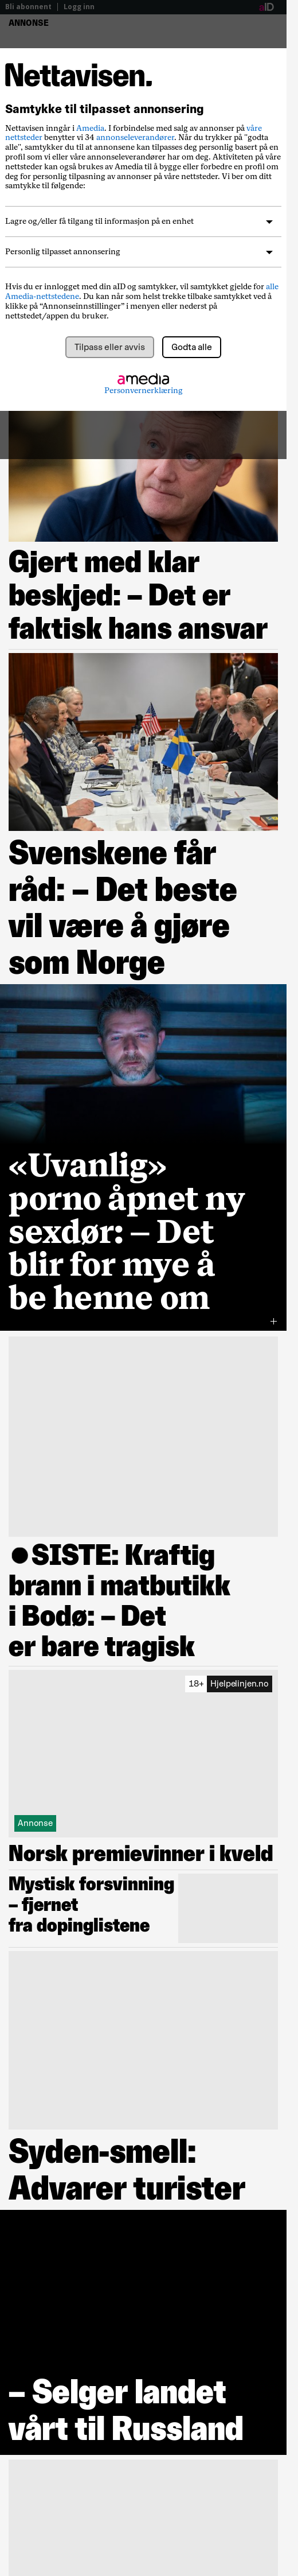 Bli abonnent | Logg inn
aID
ANNONSE
Nettavisen.
Samtykke til tilpasset annonsering
Nettavisen inngår i Amedia. I forbindelse med salg av annonser på våre
nettsteder benytter vi 34 annonseleverandører. Når du trykker på "godta
alle", samtykker du til at annonsene kan tilpasses deg personlig basert på en
profil som vi eller våre annonseleverandører har om deg. Aktiviteten på våre
nettsteder kan også brukes av Amedia til å bygge eller forbedre en profil om
deg for personlig tilpasning av annonser på våre nettsteder. Vi ber om ditt
samtykke til følgende:
Lagre og/eller få tilgang til informasjon på en enhet
Personlig tilpasset annonsering
Hvis du er innlogget med din aID og samtykker, vil samtykket gjelde for alle
Amedia-nettstedene. Du kan når som helst trekke tilbake samtykket ved å
klikke på “Annonseinnstillinger” i menyen eller nederst på
nettstedet/appen du bruker.
Tilpass eller avvis
Godta alle
amedia
Personvernerklæring
Gjert med klar
beskjed: – Det er
faktisk hans ansvar
Svenskene får
råd: – Det beste
vil være å gjøre
som Norge
«Uvanlig»
porno åpnet ny
sexdør: – Det
blir for mye å
be henne om
+
●SISTE: Kraftig
brann i matbutikk
i Bodø: – Det
er bare tragisk
18+ Hjelpelinjen.no
Annonse
Norsk premievinner i kveld
Mystisk forsvinning
– fjernet
fra dopinglistene
Syden-smell:
Advarer turister
– Selger landet
vårt til Russland